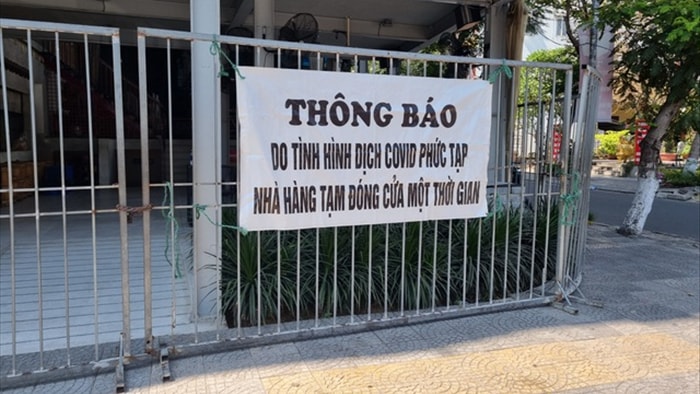 THÔNG BÁO
DO TÌNH HÌNH DỊCH COVID PHỨC TẠP
NHÀ HÀNG TẠM ĐÓNG CỬA MỘT THỜI GIAN